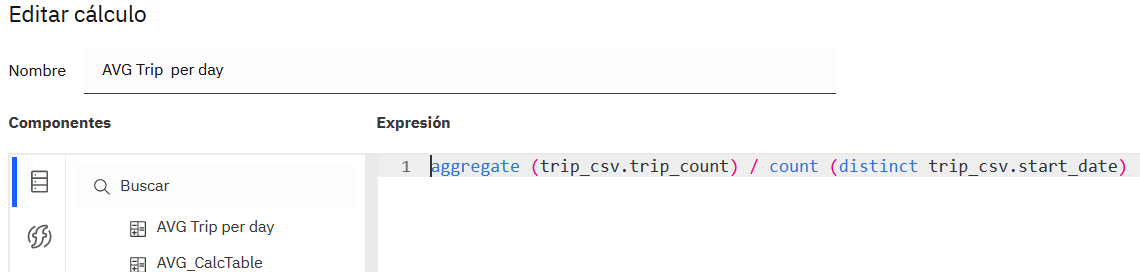 Editar cálculo
Nombre AVG Trip  per day
Componentes Expresión
1 aggregate (trip_csv.trip_count) / count (distinct trip_csv.start_date)
Buscar
AVG Trip per day
AVG_CalcTable